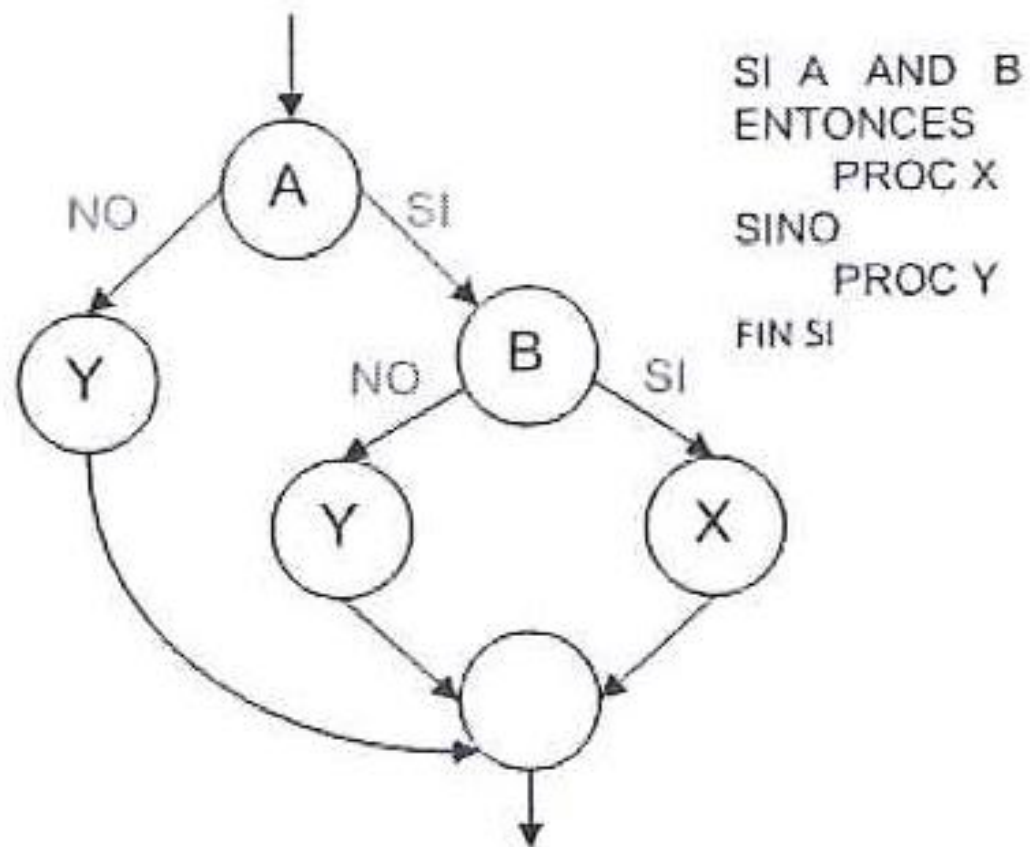 SI A AND B
ENTONCES
PROC X
SINO
PROC Y
FIN SI
A
NO
SI
Y
B
NO
SI
Y
X